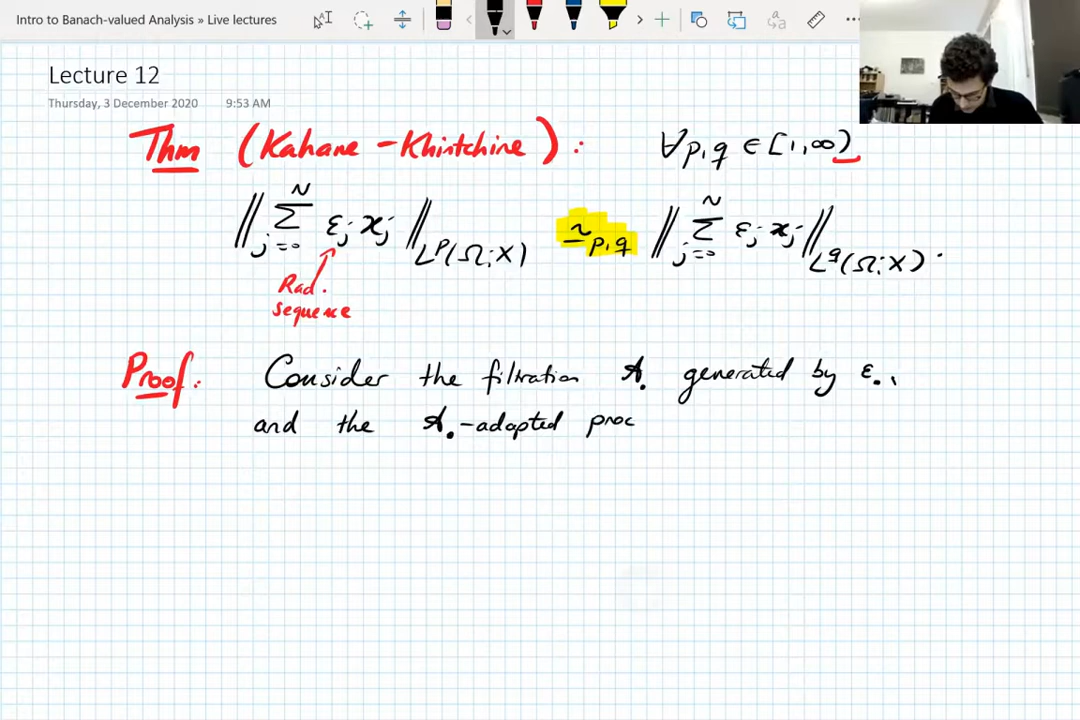 Intro to Banach-valued Analysis » Live lectures
Lecture 12
Thursday, 3 December 2020 9:53 AM
Thm (Kahane-Khintchine): ∀p,q ∈ [1,∞)
‖ ∑_{j=0}^{N} ε_j x_j ‖_{L^p(Ω;X)} ≃_{p,q} ‖ ∑_{j=0}^{N} ε_j x_j ‖_{L^q(Ω;X)}.
Rad.
sequence
Proof: Consider the filtration 𝒜. generated by ε.,
and the 𝒜.-adapted proc